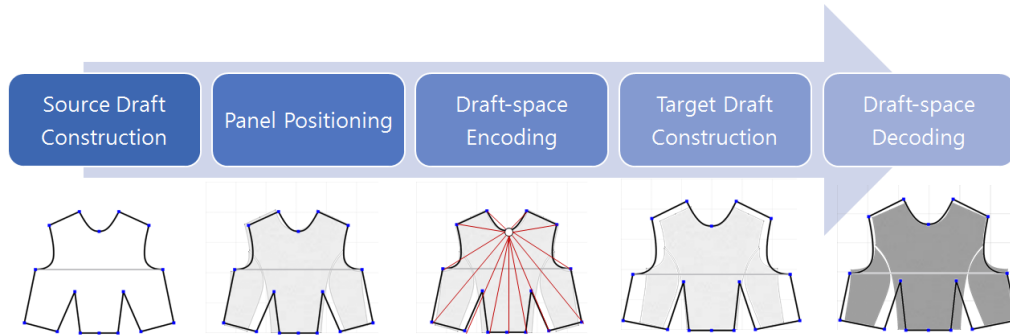 Source Draft
Construction
Panel Positioning
Draft-space
Encoding
Target Draft
Construction
Draft-space
Decoding